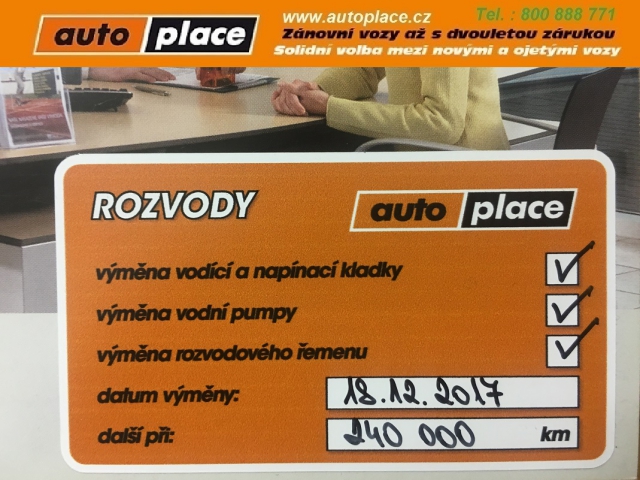 auto place
www.autoplace.cz Tel. : 800 888 771
Zánovní vozy až s dvouletou zárukou
Solidní volba mezi novými a ojetými vozy
ROZVODY auto place
výměna vodící a napínací kladky
výměna vodní pumpy
výměna rozvodového řemenu
datum výměny: 18.12.2017
další při: 240 000 km